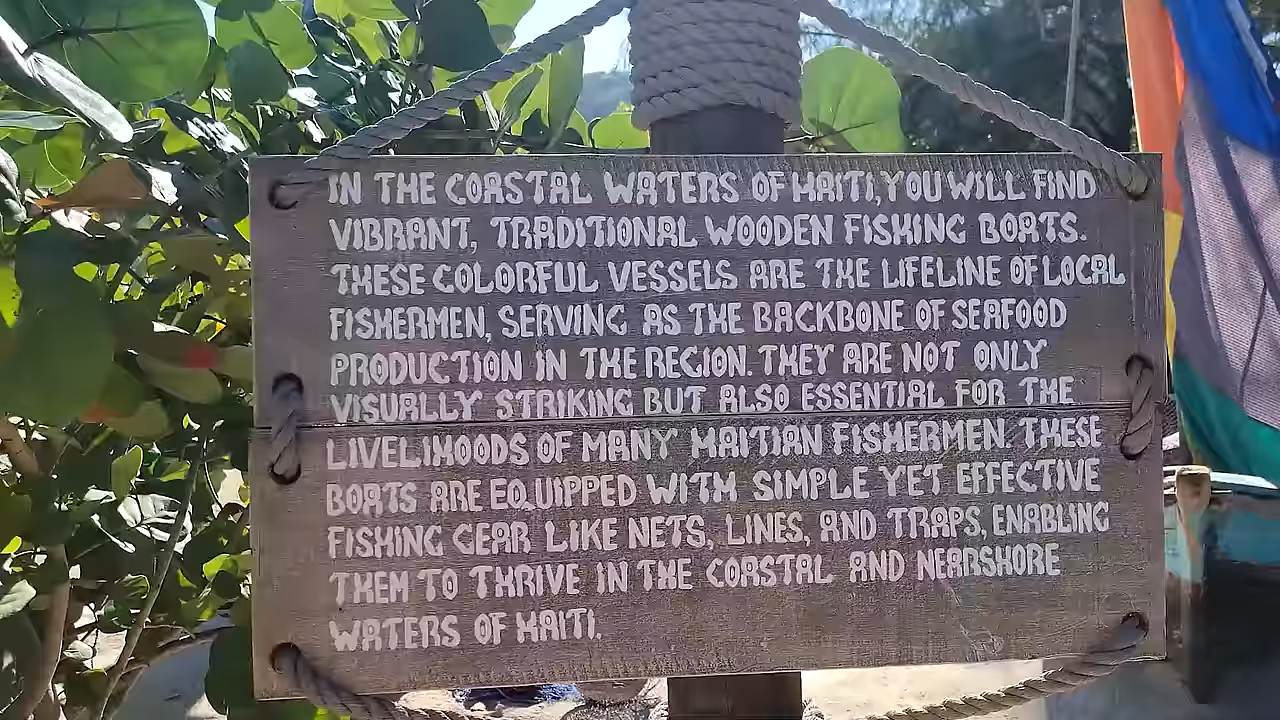 IN THE COASTAL WATERS OF HAITI, YOU WILL FIND
VIBRANT, TRADITIONAL WOODEN FISHING BOATS.
THESE COLORFUL VESSELS ARE THE LIFELINE OF LOCAL
FISHERMEN, SERVING AS THE BACKBONE OF SEAFOOD
PRODUCTION IN THE REGION. THEY ARE NOT ONLY
VISUALLY STRIKING BUT ALSO ESSENTIAL FOR THE
LIVELIHOODS OF MANY HAITIAN FISHERMEN. THESE
BOATS ARE EQUIPPED WITH SIMPLE YET EFFECTIVE
FISHING GEAR LIKE NETS, LINES, AND TRAPS, ENABLING
THEM TO THRIVE IN THE COASTAL AND NEARSHORE
WATERS OF HAITI.